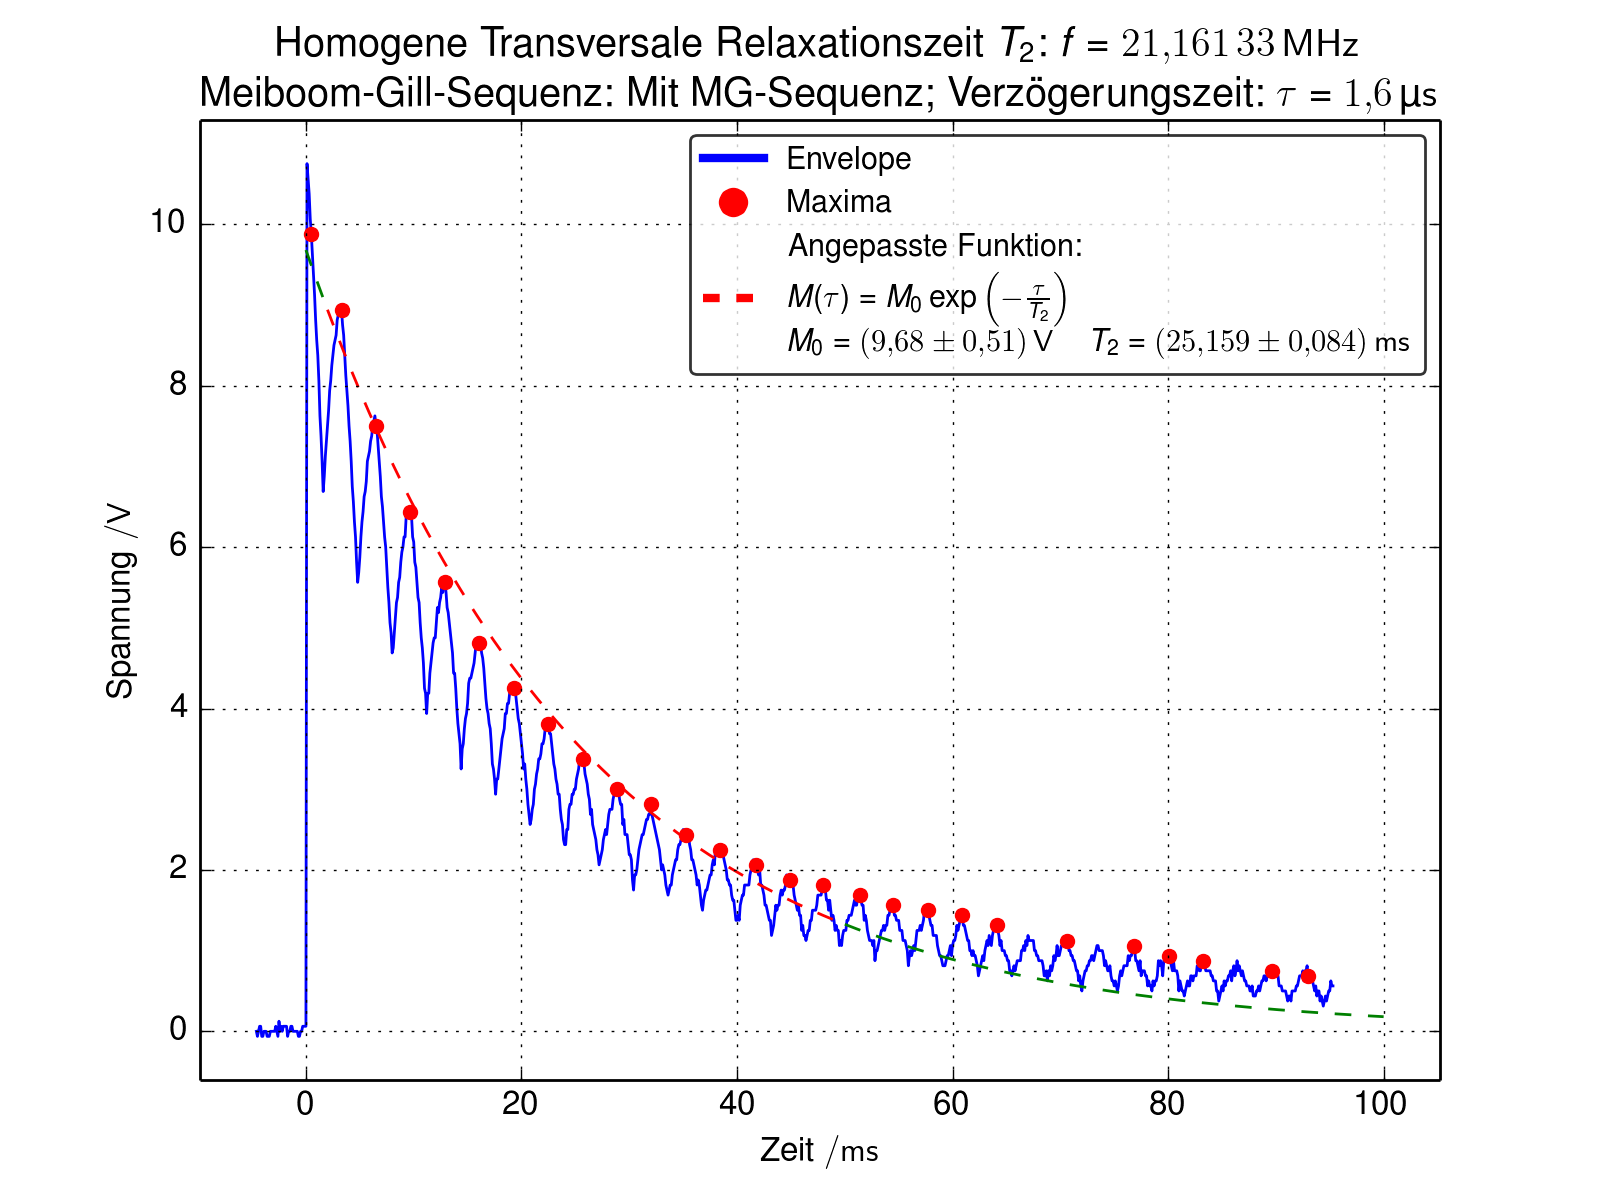 Homogene Transversale Relaxationszeit T₂: f = 21,161 33 MHz
Meiboom-Gill-Sequenz: Mit MG-Sequenz; Verzögerungszeit: τ = 1,6 µs
Envelope
Maxima
Angepasste Funktion:
M(τ) = M₀ exp(−τ/T₂)
M₀ = (9,68 ± 0,51) V T₂ = (25,159 ± 0,084) ms
Spannung /V
10
8
6
4
2
0
0 20 40 60 80 100
Zeit /ms